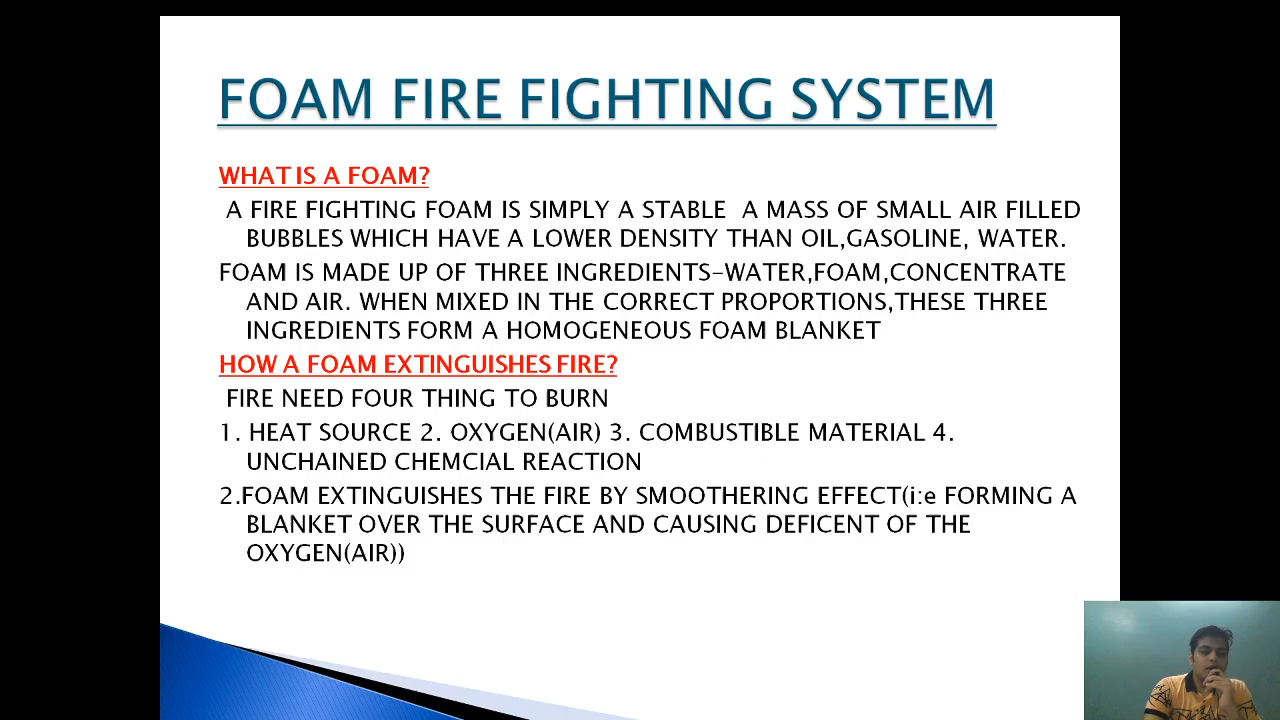 FOAM FIRE FIGHTING SYSTEM
WHAT IS A FOAM?
A FIRE FIGHTING FOAM IS SIMPLY A STABLE A MASS OF SMALL AIR FILLED
BUBBLES WHICH HAVE A LOWER DENSITY THAN OIL,GASOLINE, WATER.
FOAM IS MADE UP OF THREE INGREDIENTS-WATER,FOAM,CONCENTRATE
AND AIR. WHEN MIXED IN THE CORRECT PROPORTIONS,THESE THREE
INGREDIENTS FORM A HOMOGENEOUS FOAM BLANKET
HOW A FOAM EXTINGUISHES FIRE?
FIRE NEED FOUR THING TO BURN
1. HEAT SOURCE 2. OXYGEN(AIR) 3. COMBUSTIBLE MATERIAL 4.
UNCHAINED CHEMCIAL REACTION
2.FOAM EXTINGUISHES THE FIRE BY SMOOTHERING EFFECT(i:e FORMING A
BLANKET OVER THE SURFACE AND CAUSING DEFICENT OF THE
OXYGEN(AIR))